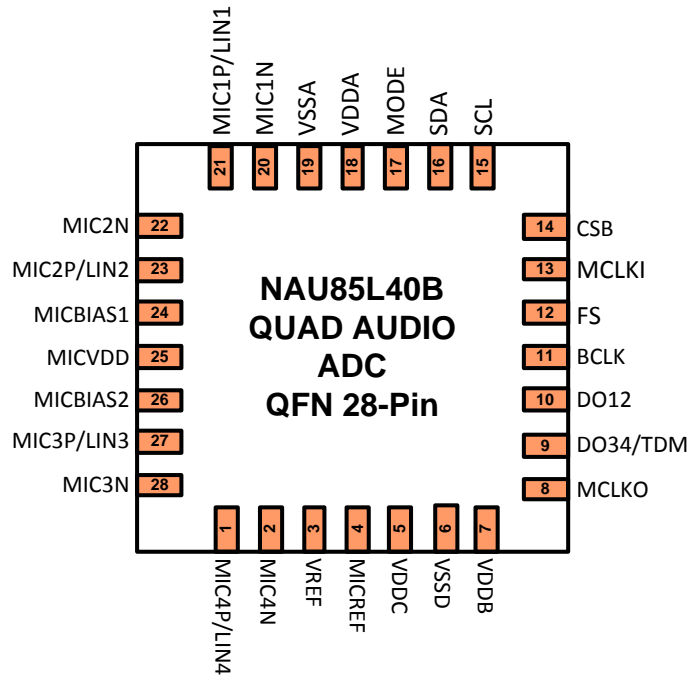 MIC1P/LIN1
MIC1N
VSSA
VDDA
MODE
SDA
SCL
21
20
19
18
17
16
15
MIC2N 22
MIC2P/LIN2 23
MICBIAS1 24
MICVDD 25
MICBIAS2 26
MIC3P/LIN3 27
MIC3N 28
NAU85L40B
QUAD AUDIO
ADC
QFN 28-Pin
14 CSB
13 MCLKI
12 FS
11 BCLK
10 DO12
9 DO34/TDM
8 MCLKO
1
2
3
4
5
6
7
MIC4P/LIN4
MIC4N
VREF
MICREF
VDDC
VSSD
VDDB